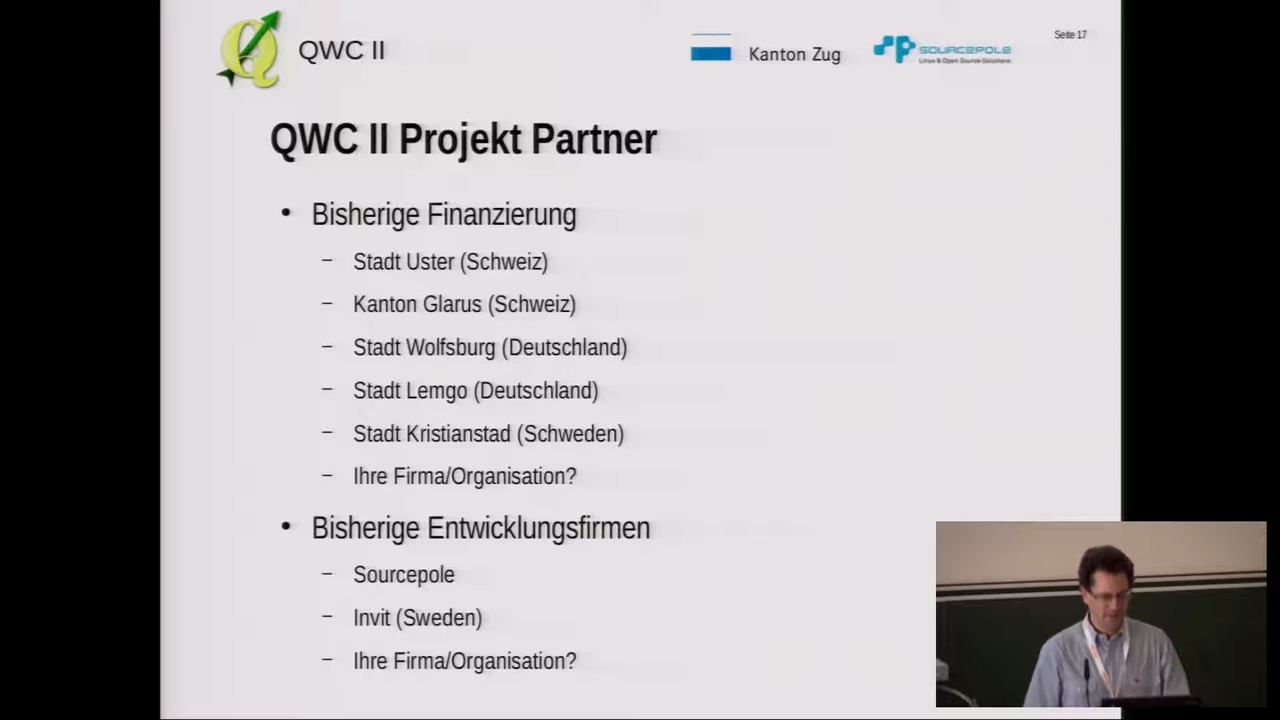 QWC II
Kanton Zug
SOURCEPOLE
Linux & Open Source Solutions
Seite 17
QWC II Projekt Partner
• Bisherige Finanzierung
– Stadt Uster (Schweiz)
– Kanton Glarus (Schweiz)
– Stadt Wolfsburg (Deutschland)
– Stadt Lemgo (Deutschland)
– Stadt Kristianstad (Schweden)
– Ihre Firma/Organisation?
• Bisherige Entwicklungsfirmen
– Sourcepole
– Invit (Sweden)
– Ihre Firma/Organisation?